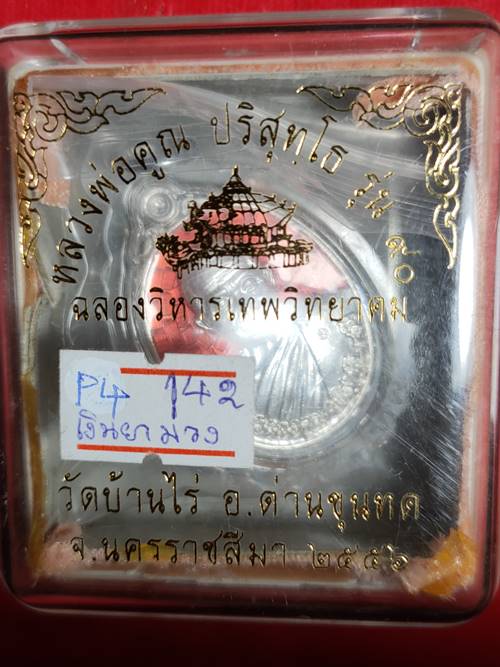 หลวงพ่อคูณ ปริสุทโธ รุ่น ๙๐
ฉลองวิหารเทพวิทยาคม
P4 142
เงินยาม่วง
วัดบ้านไร่ อ.ด่านขุนทด
จ.นครราชสีมา ๒๕๕๖